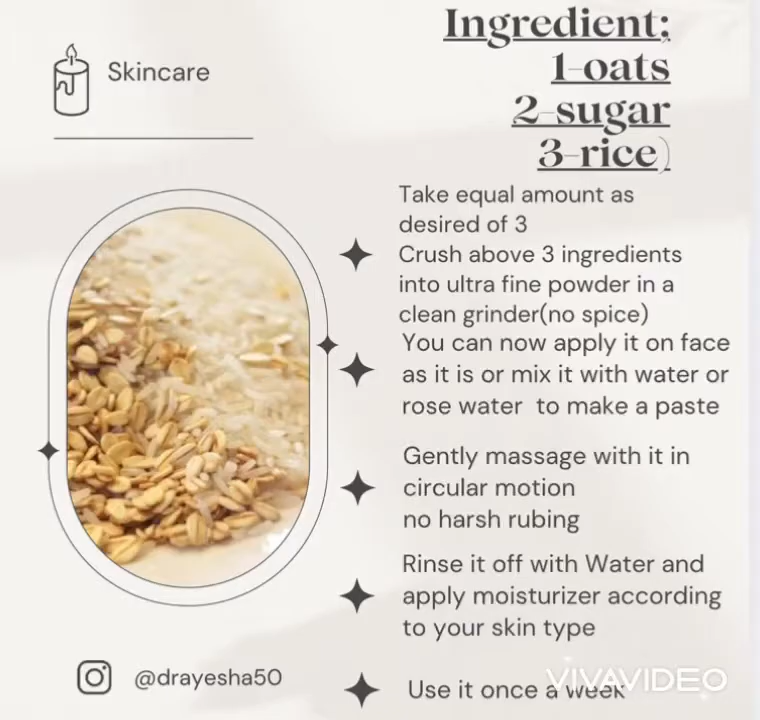 Skincare
Ingredient;
1-oats
2-sugar
3-rice)
Take equal amount as
desired of 3
Crush above 3 ingredients
into ultra fine powder in a
clean grinder(no spice)
You can now apply it on face
as it is or mix it with water or
rose water to make a paste
Gently massage with it in
circular motion
no harsh rubing
Rinse it off with Water and
apply moisturizer according
to your skin type
Use it once a week
@drayesha50
VIVAVIDEO